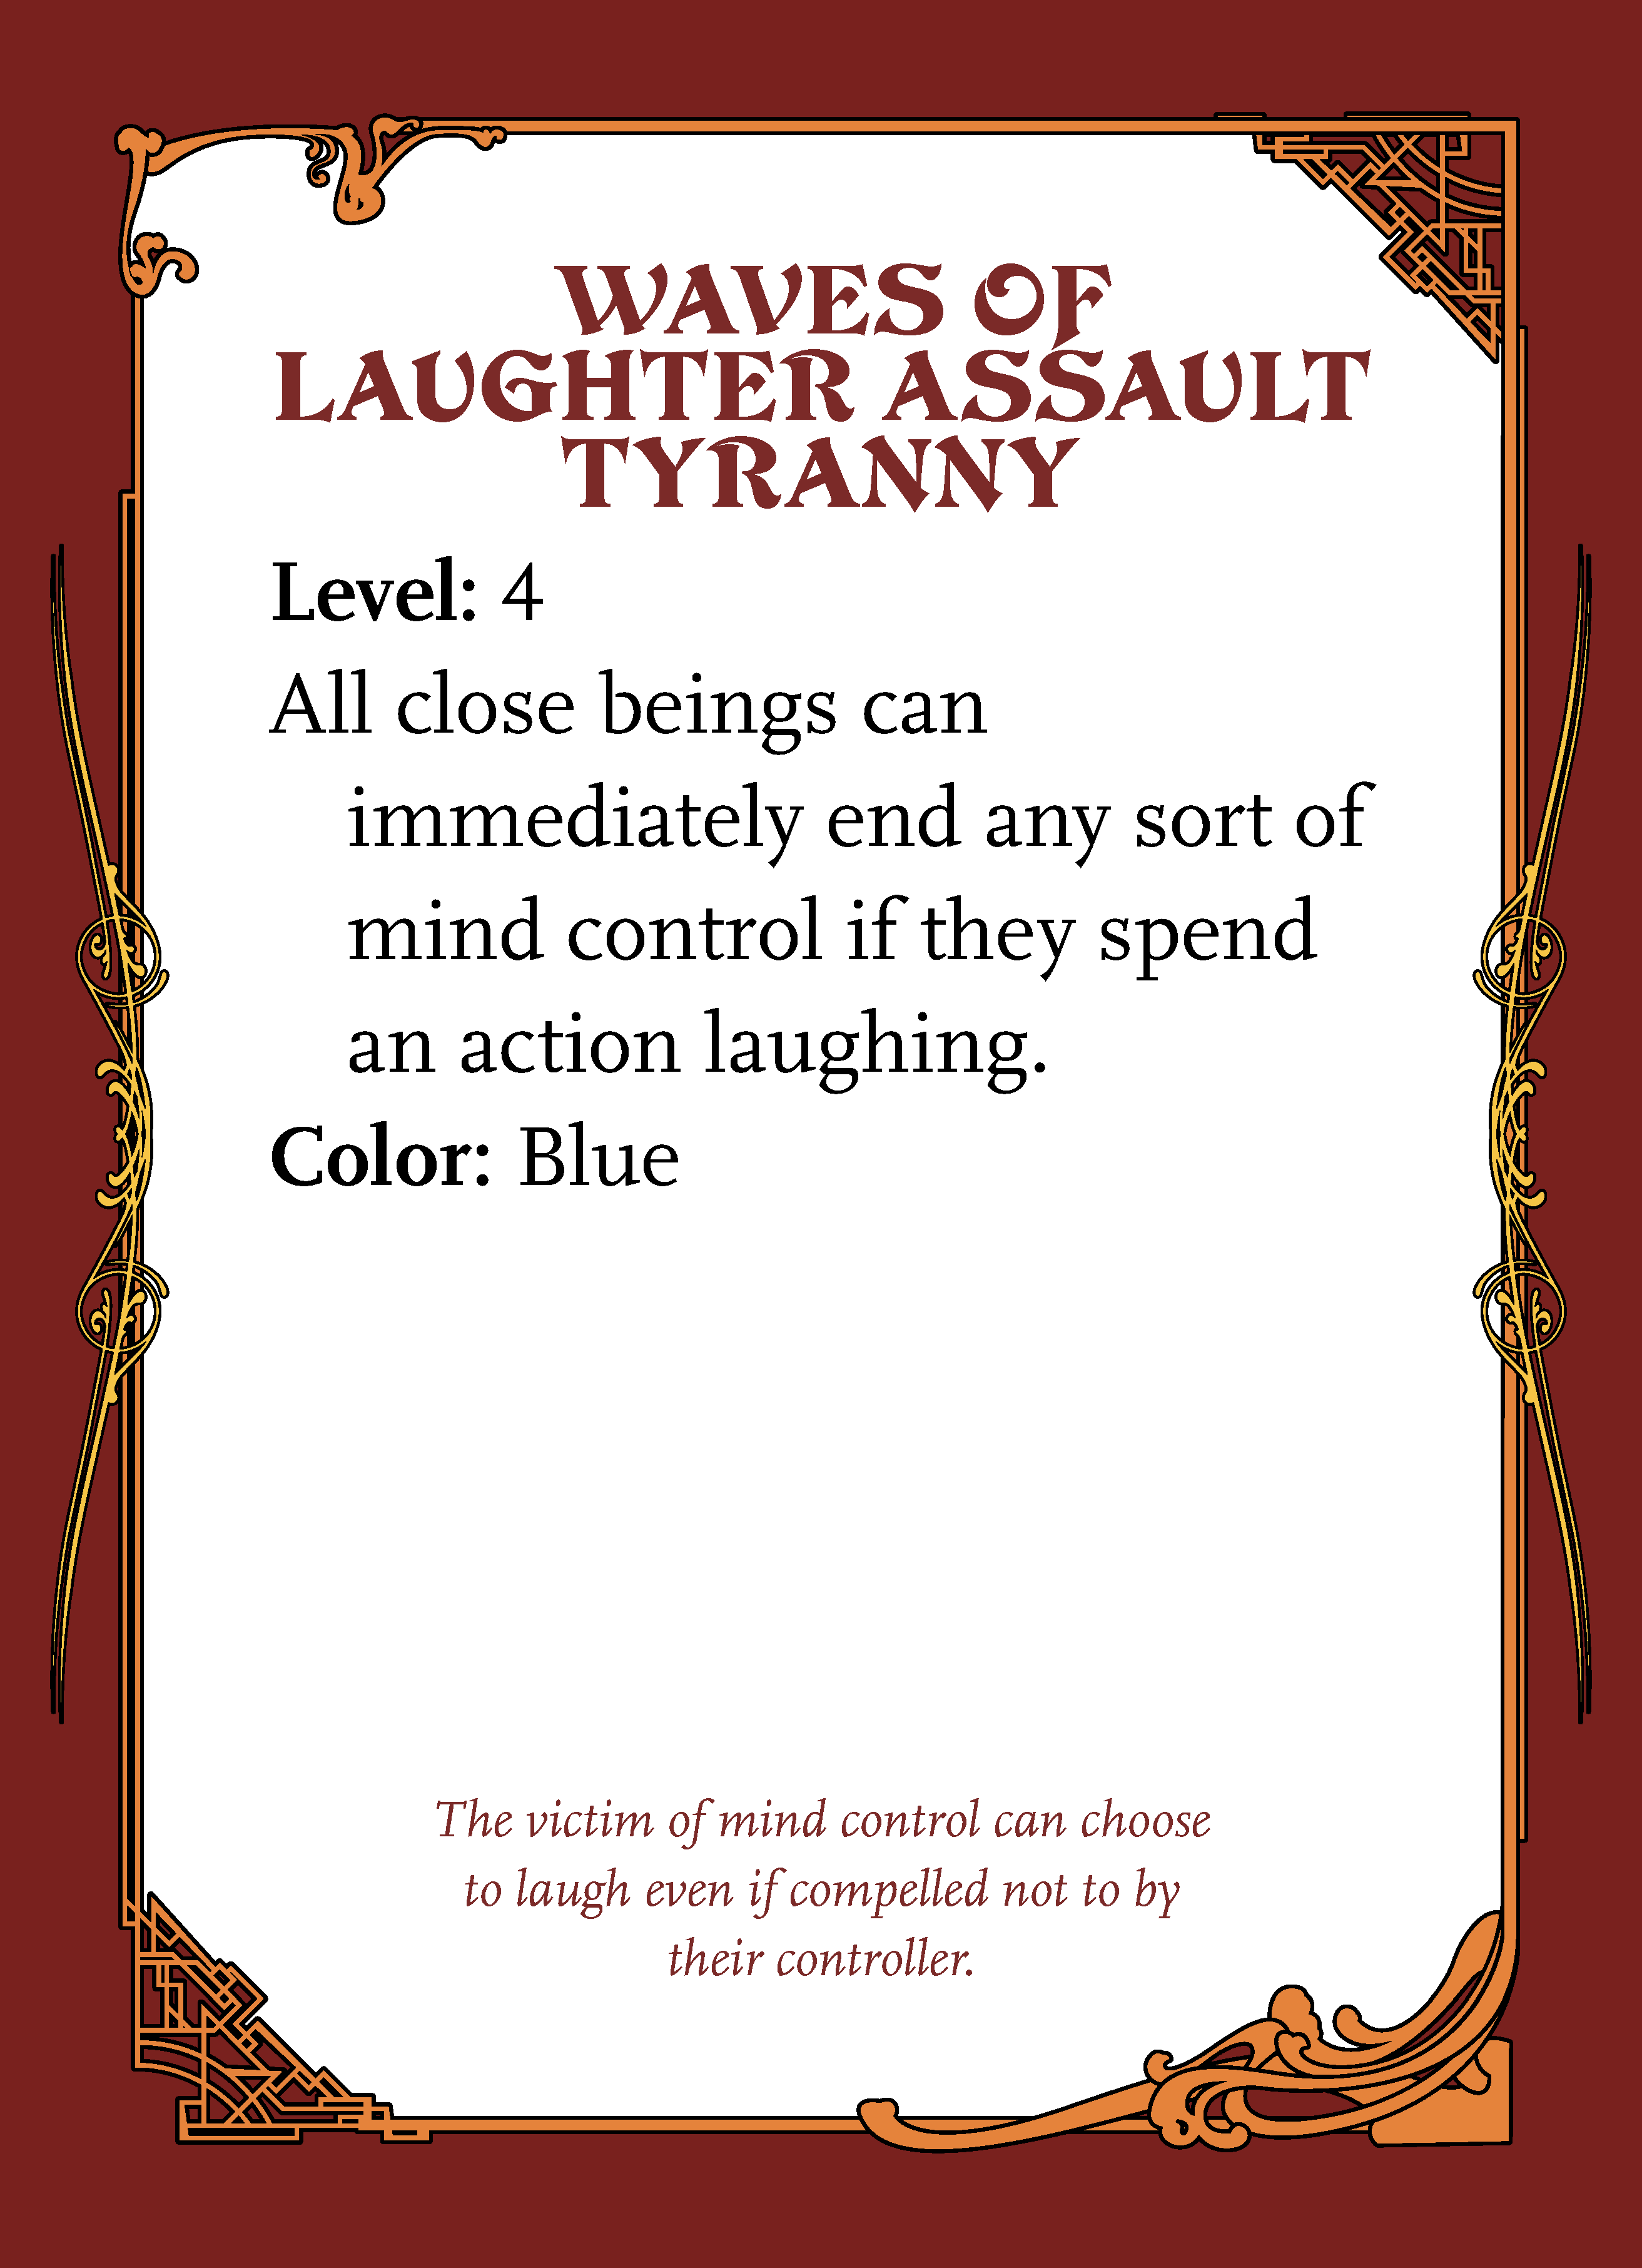 WAVES OF
LAUGHTER ASSAULT
TYRANNY
Level: 4
All close beings can
immediately end any sort of
mind control if they spend
an action laughing.
Color: Blue
The victim of mind control can choose
to laugh even if compelled not to by
their controller.